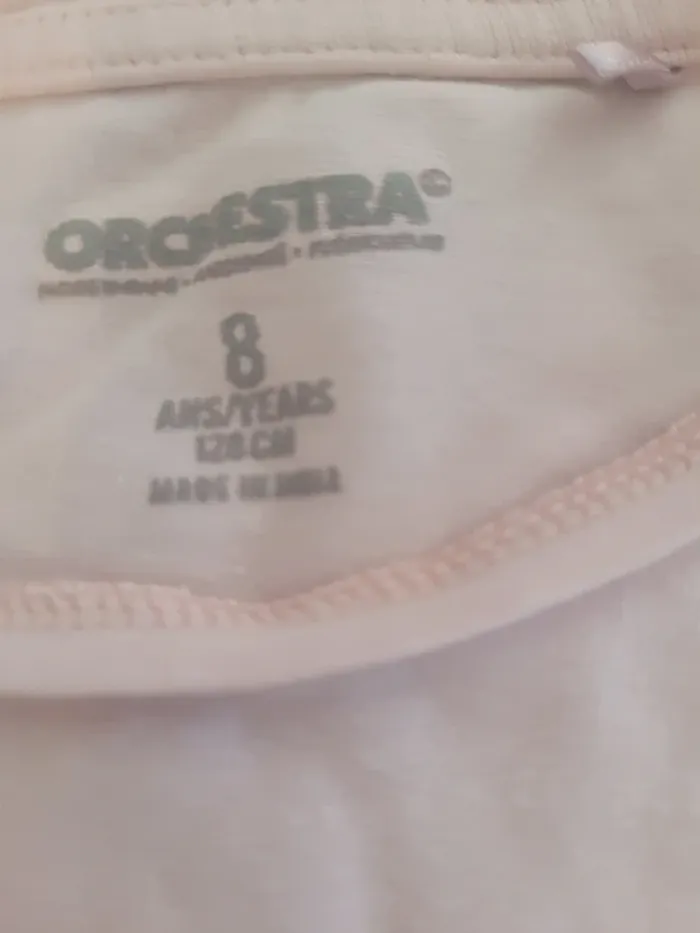 ORCHESTRA
8
ANS/YEARS
128 CM
MADE IN INDIA